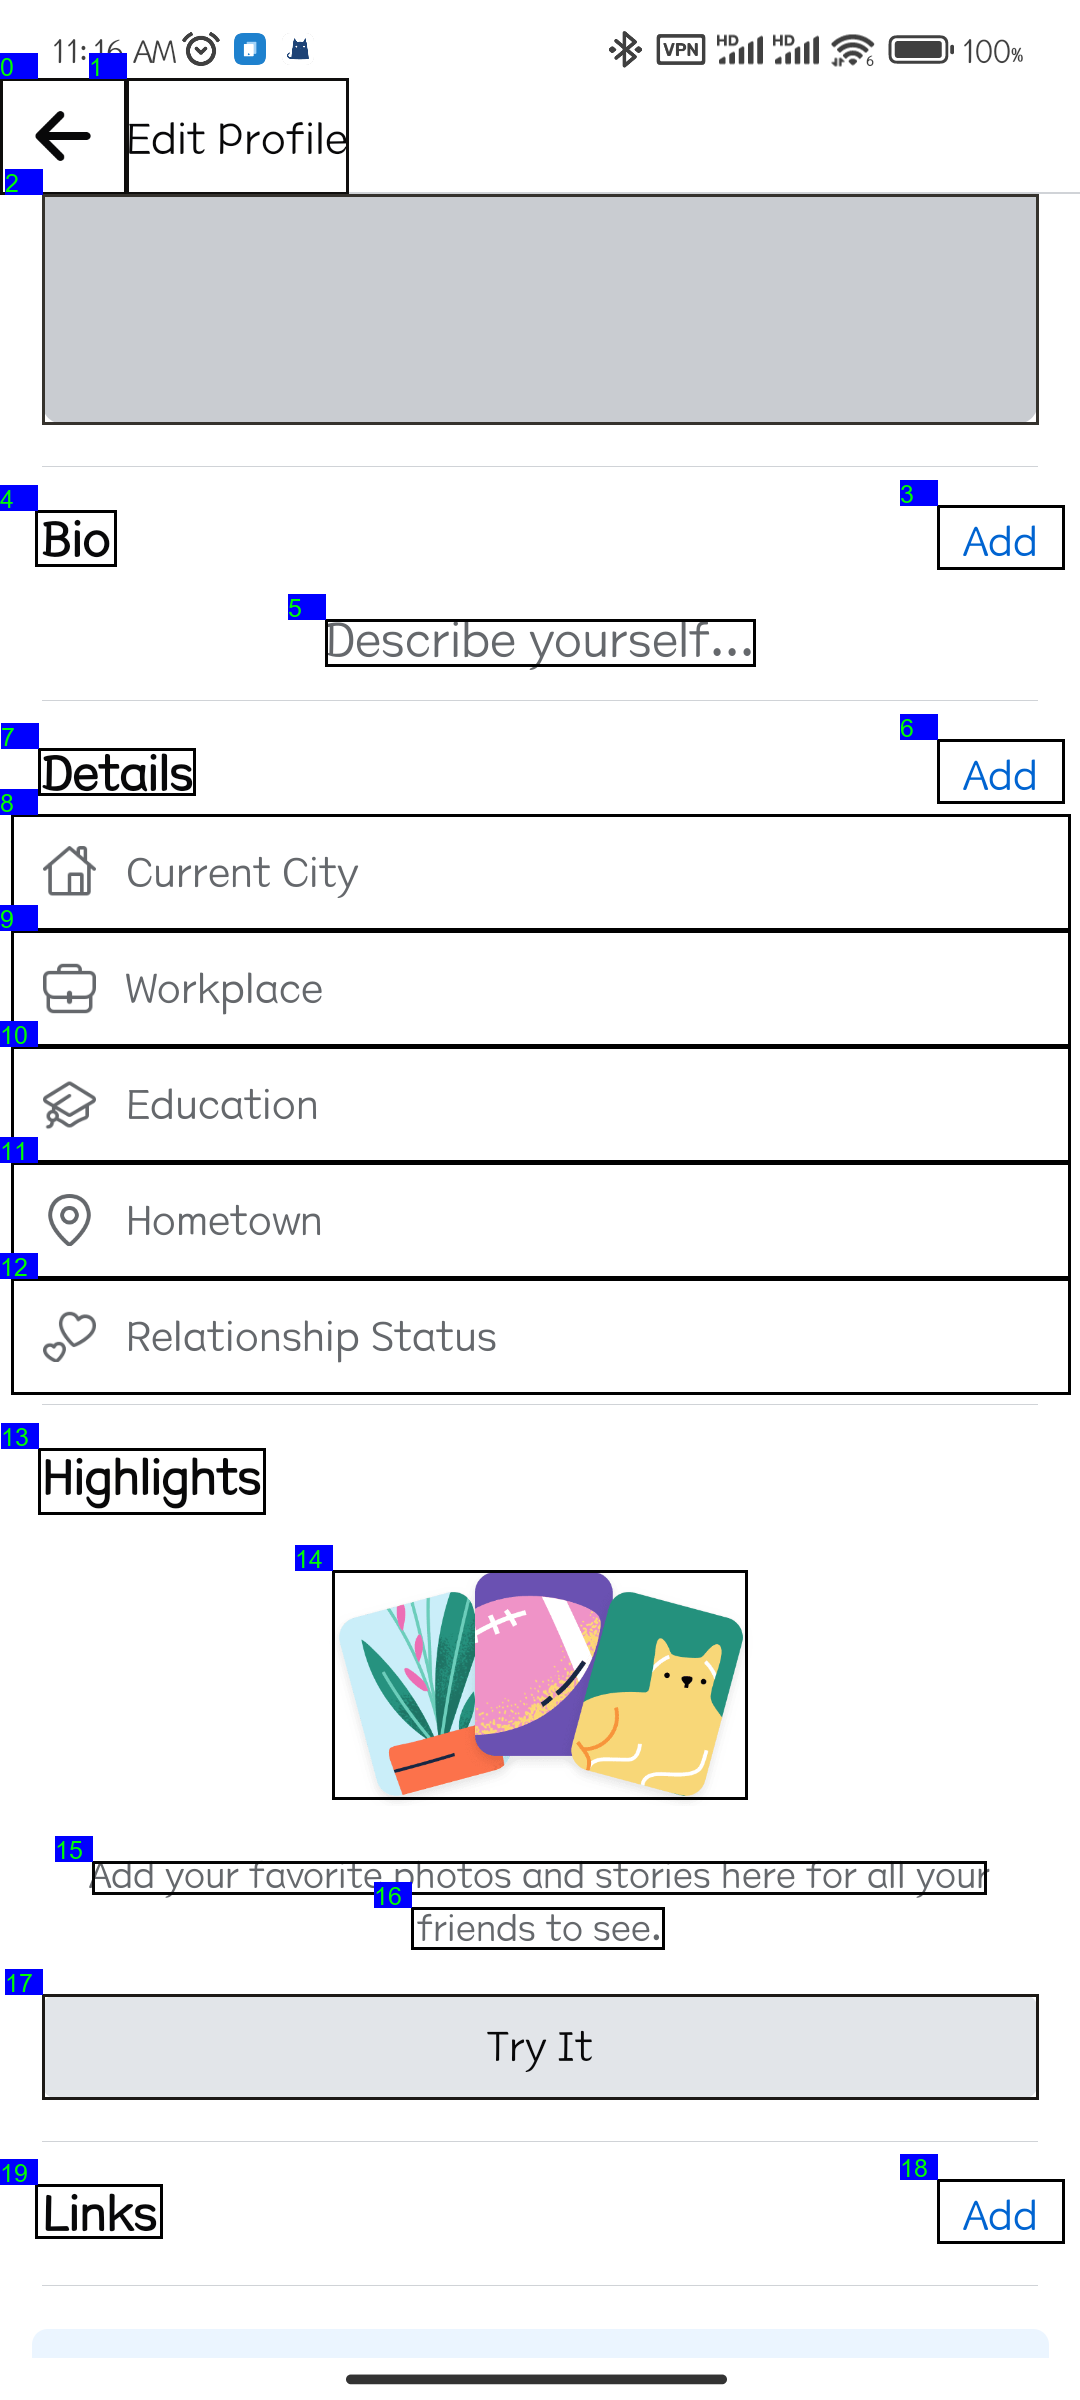 11:16 AM VPN HD HD 6 100%
0 1
Edit Profile
2
4 3
Bio Add
5
Describe yourself...
7 6
Details Add
8
Current City
9
Workplace
10
Education
11
Hometown
12
Relationship Status
13
Highlights
14
15
Add your favorite photos and stories here for all your
16
friends to see.
17
Try It
19 18
Links Add